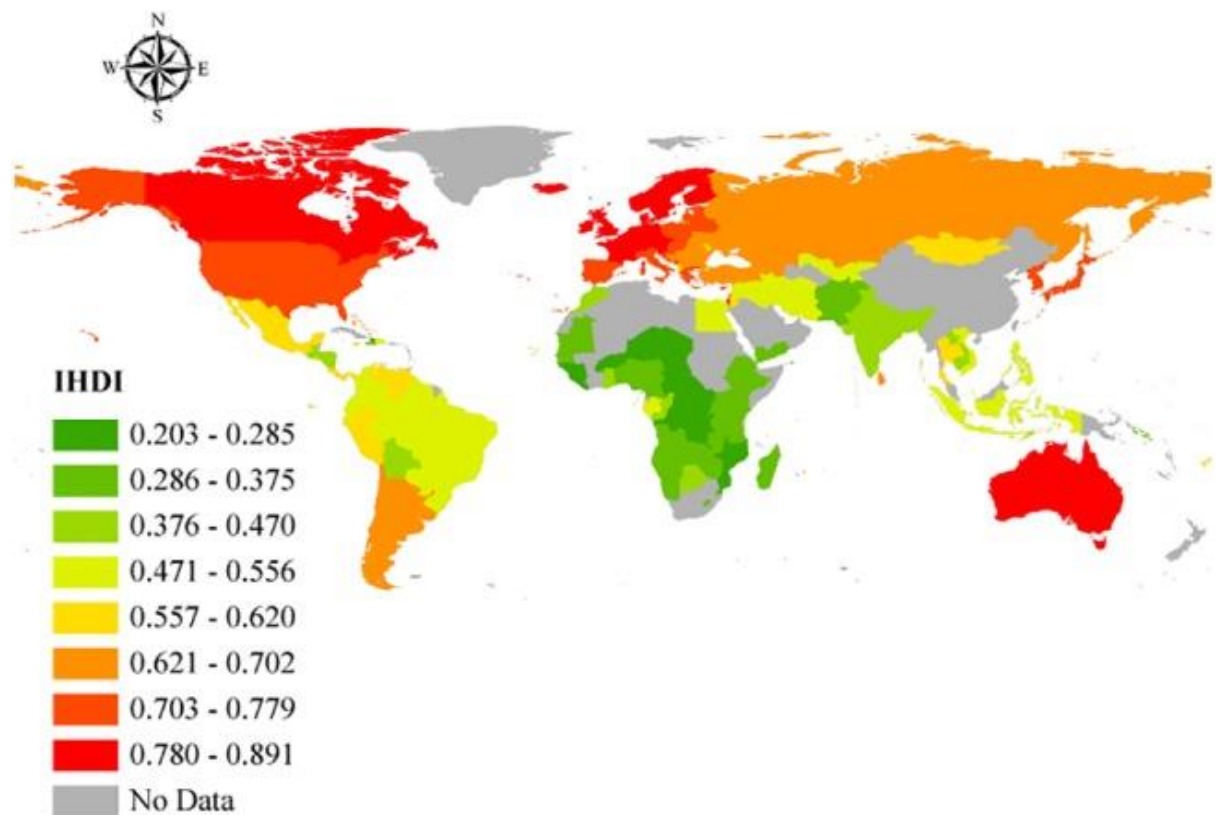 N
W E
S
IHDI
0.203 - 0.285
0.286 - 0.375
0.376 - 0.470
0.471 - 0.556
0.557 - 0.620
0.621 - 0.702
0.703 - 0.779
0.780 - 0.891
No Data